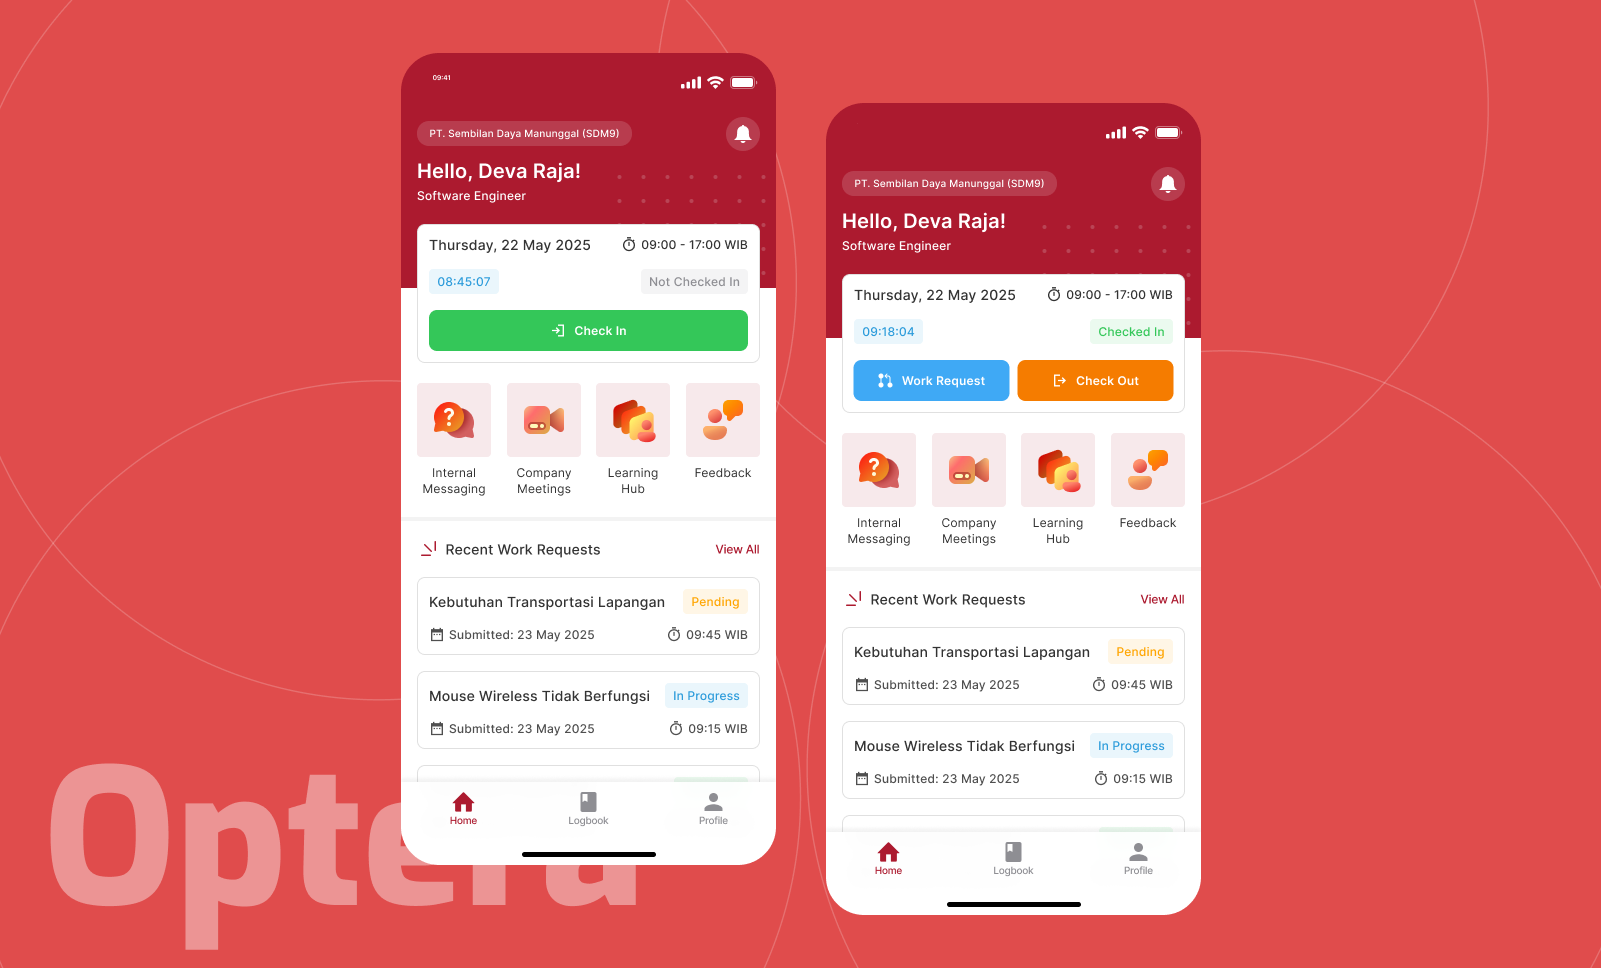 09:41
PT. Sembilan Daya Manunggal (SDM9)
Hello, Deva Raja!
Software Engineer
Thursday, 22 May 2025
09:00 - 17:00 WIB
08:45:07
Not Checked In
Check In
Internal
Messaging
Company
Meetings
Learning
Hub
Feedback
Recent Work Requests
View All
Kebutuhan Transportasi Lapangan
Pending
Submitted: 23 May 2025
09:45 WIB
Mouse Wireless Tidak Berfungsi
In Progress
Submitted: 23 May 2025
09:15 WIB
Home
Logbook
Profile
PT. Sembilan Daya Manunggal (SDM9)
Hello, Deva Raja!
Software Engineer
Thursday, 22 May 2025
09:00 - 17:00 WIB
09:18:04
Checked In
Work Request
Check Out
Internal
Messaging
Company
Meetings
Learning
Hub
Feedback
Recent Work Requests
View All
Kebutuhan Transportasi Lapangan
Pending
Submitted: 23 May 2025
09:45 WIB
Mouse Wireless Tidak Berfungsi
In Progress
Submitted: 23 May 2025
09:15 WIB
Home
Logbook
Profile
Optera